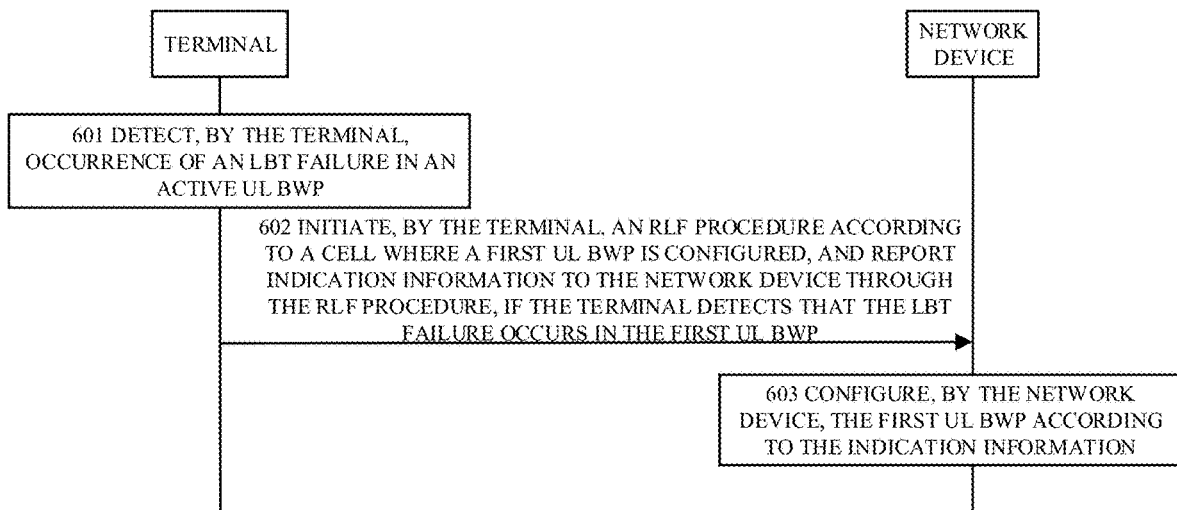 TERMINAL
NETWORK
DEVICE
601 DETECT, BY THE TERMINAL,
OCCURRENCE OF AN LBT FAILURE IN AN
ACTIVE UL BWP
602 INITIATE, BY THE TERMINAL, AN RLF PROCEDURE ACCORDING
TO A CELL WHERE A FIRST UL BWP IS CONFIGURED, AND REPORT
INDICATION INFORMATION TO THE NETWORK DEVICE THROUGH
THE RLF PROCEDURE, IF THE TERMINAL DETECTS THAT THE LBT
FAILURE OCCURS IN THE FIRST UL BWP
603 CONFIGURE, BY THE NETWORK
DEVICE, THE FIRST UL BWP ACCORDING
TO THE INDICATION INFORMATION